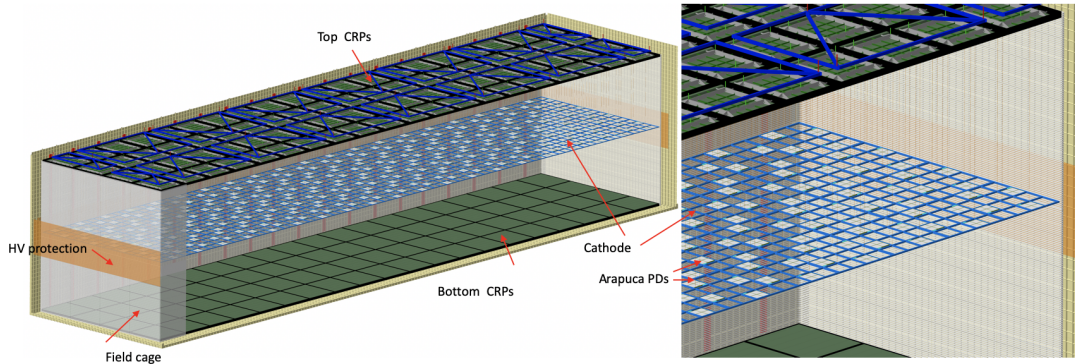 Top CRPs
HV protection
Cathode
Arapuca PDs
Bottom CRPs
Field cage